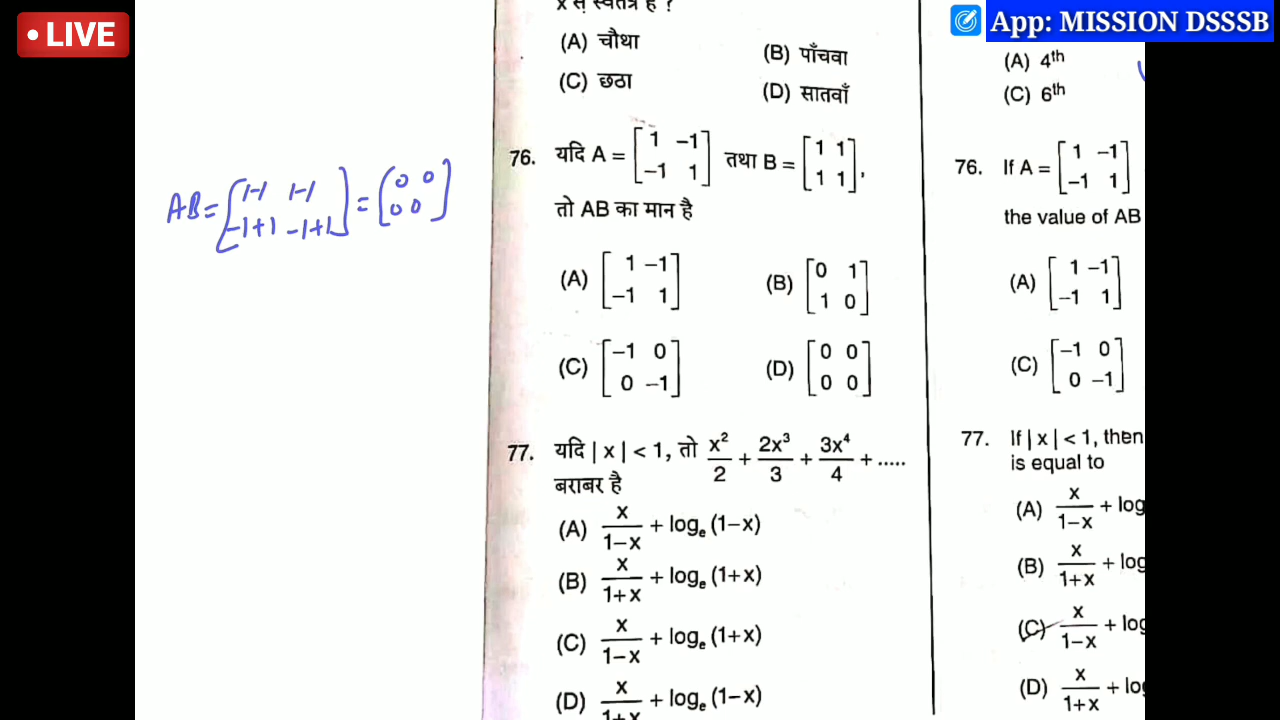 LIVE
App: MISSION DSSSB
x से स्वतंत्र है ?
(A) चौथा
(B) पाँचवा
(C) छठा
(D) सातवाँ
76. यदि A = [1 –1
–1 1] तथा B = [1 1
1 1],
तो AB का मान है
(A) [1 –1
–1 1]
(B) [0 1
1 0]
(C) [–1 0
0 –1]
(D) [0 0
0 0]
77. यदि | x | < 1, तो x²/2 + 2x³/3 + 3x⁴/4 + .....
बराबर है
(A) x/1–x + logₑ (1–x)
(B) x/1+x + logₑ (1+x)
(C) x/1–x + logₑ (1+x)
(D) x/1+x + logₑ (1–x)
AB = [1-1 1-1
-1+1 -1+1] = [0 0
0 0]
(A) 4th
(C) 6th
76. If A = [1 –1
–1 1]
the value of AB
(A) [1 –1
–1 1]
(C) [–1 0
0 –1]
77. If | x | < 1, then
is equal to
(A) x/1–x + log
(B) x/1+x + log
(C) x/1–x + log
(D) x/1+x + log